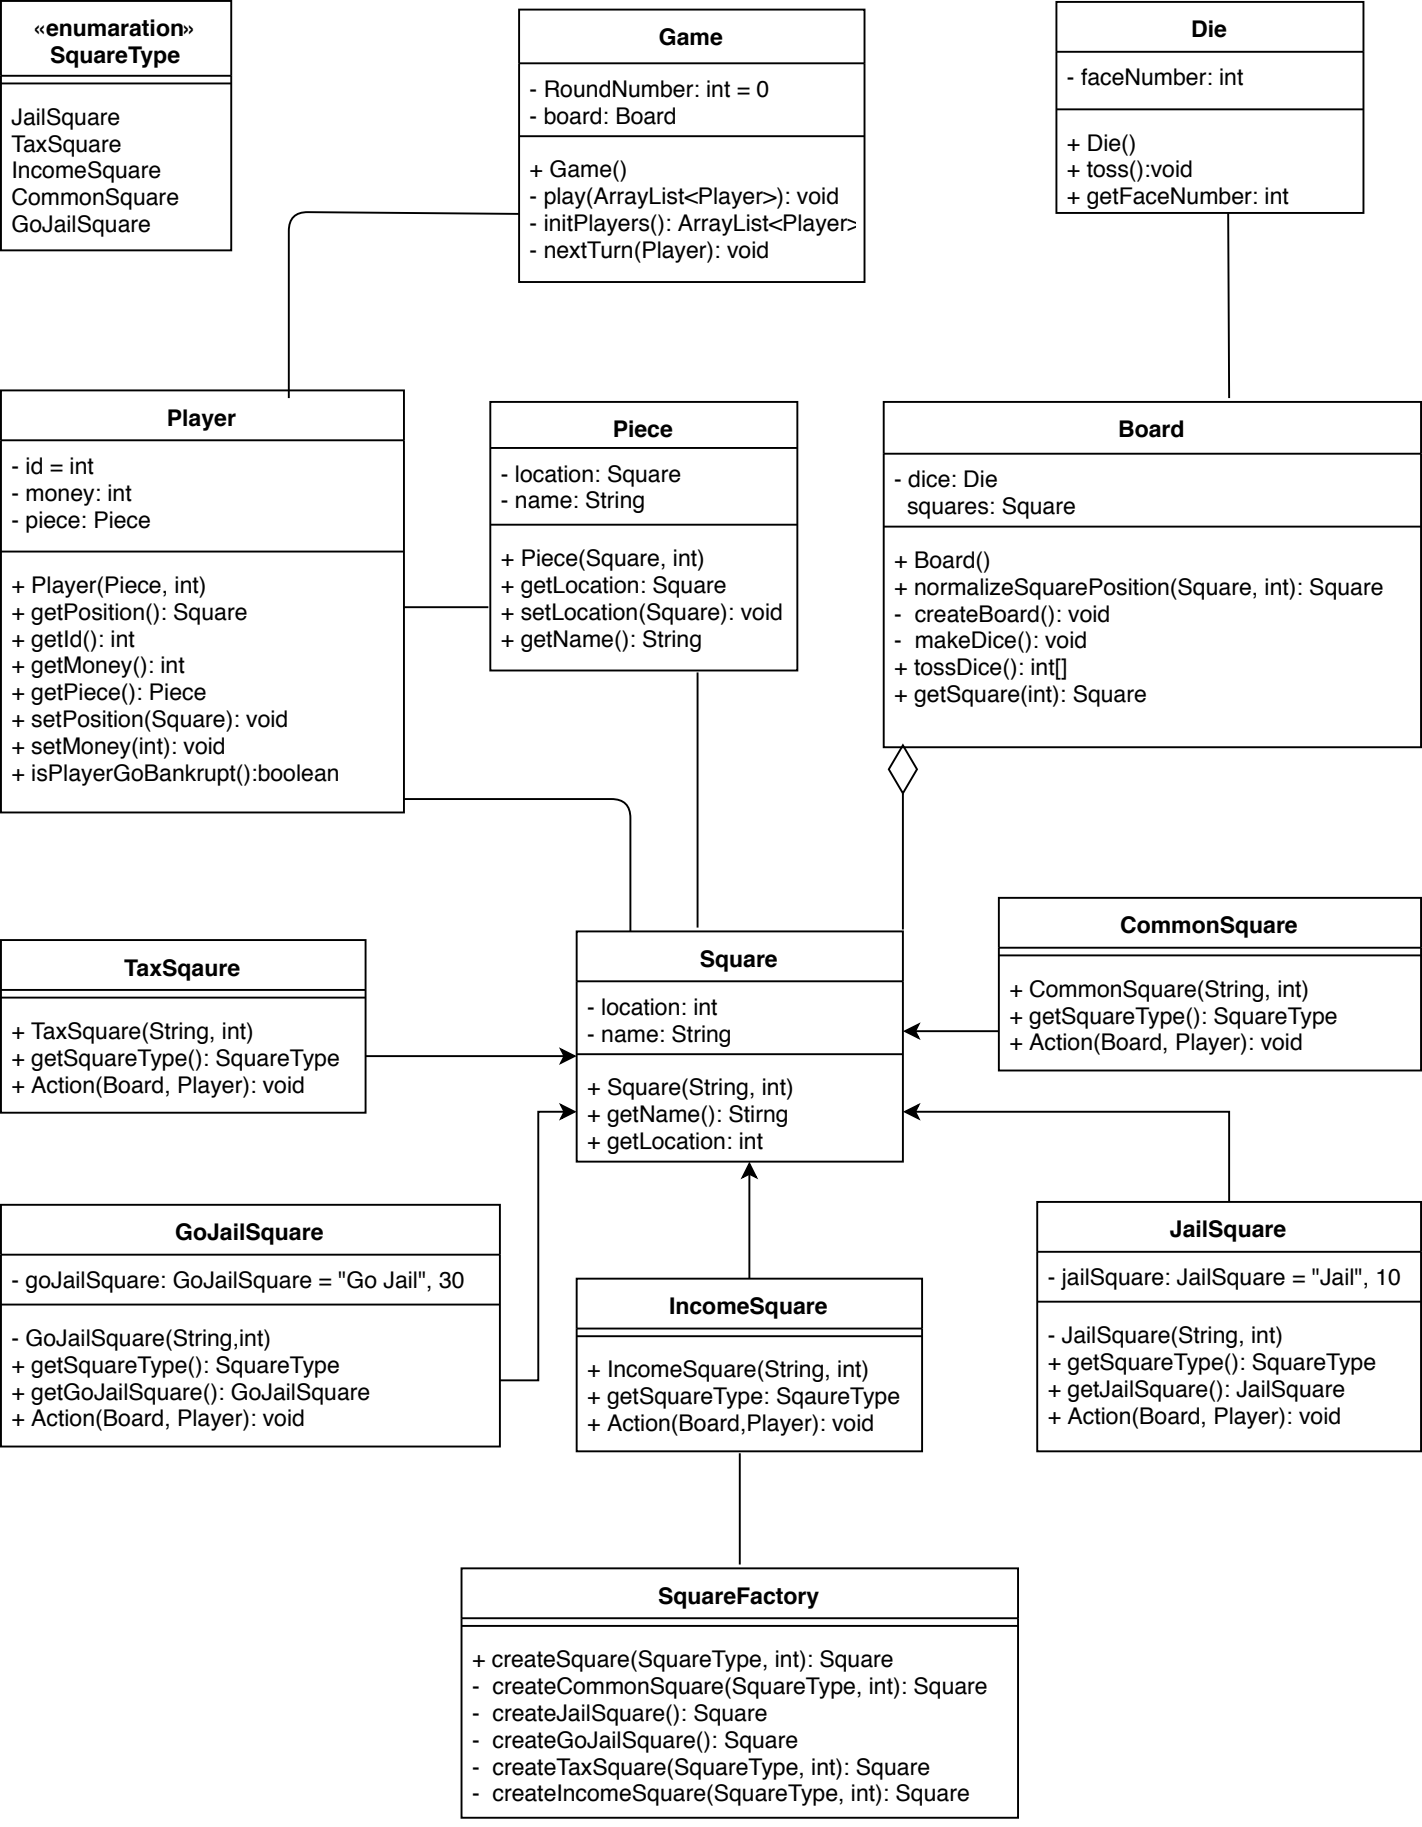 «enumaration»
SquareType
JailSquare
TaxSquare
IncomeSquare
CommonSquare
GoJailSquare
Game
- RoundNumber: int = 0
- board: Board
+ Game()
- play(ArrayList<Player>): void
- initPlayers(): ArrayList<Player>
- nextTurn(Player): void
Die
- faceNumber: int
+ Die()
+ toss():void
+ getFaceNumber: int
Player
- id = int
- money: int
- piece: Piece
+ Player(Piece, int)
+ getPosition(): Square
+ getId(): int
+ getMoney(): int
+ getPiece(): Piece
+ setPosition(Square): void
+ setMoney(int): void
+ isPlayerGoBankrupt():boolean
Piece
- location: Square
- name: String
+ Piece(Square, int)
+ getLocation: Square
+ setLocation(Square): void
+ getName(): String
Board
- dice: Die
squares: Square
+ Board()
+ normalizeSquarePosition(Square, int): Square
- createBoard(): void
- makeDice(): void
+ tossDice(): int[]
+ getSquare(int): Square
TaxSqaure
+ TaxSquare(String, int)
+ getSquareType(): SquareType
+ Action(Board, Player): void
Square
- location: int
- name: String
+ Square(String, int)
+ getName(): Stirng
+ getLocation: int
CommonSquare
+ CommonSquare(String, int)
+ getSquareType(): SquareType
+ Action(Board, Player): void
GoJailSquare
- goJailSquare: GoJailSquare = "Go Jail", 30
- GoJailSquare(String,int)
+ getSquareType(): SquareType
+ getGoJailSquare(): GoJailSquare
+ Action(Board, Player): void
IncomeSquare
+ IncomeSquare(String, int)
+ getSquareType: SqaureType
+ Action(Board,Player): void
JailSquare
- jailSquare: JailSquare = "Jail", 10
- JailSquare(String, int)
+ getSquareType(): SquareType
+ getJailSquare(): JailSquare
+ Action(Board, Player): void
SquareFactory
+ createSquare(SquareType, int): Square
- createCommonSquare(SquareType, int): Square
- createJailSquare(): Square
- createGoJailSquare(): Square
- createTaxSquare(SquareType, int): Square
- createIncomeSquare(SquareType, int): Square